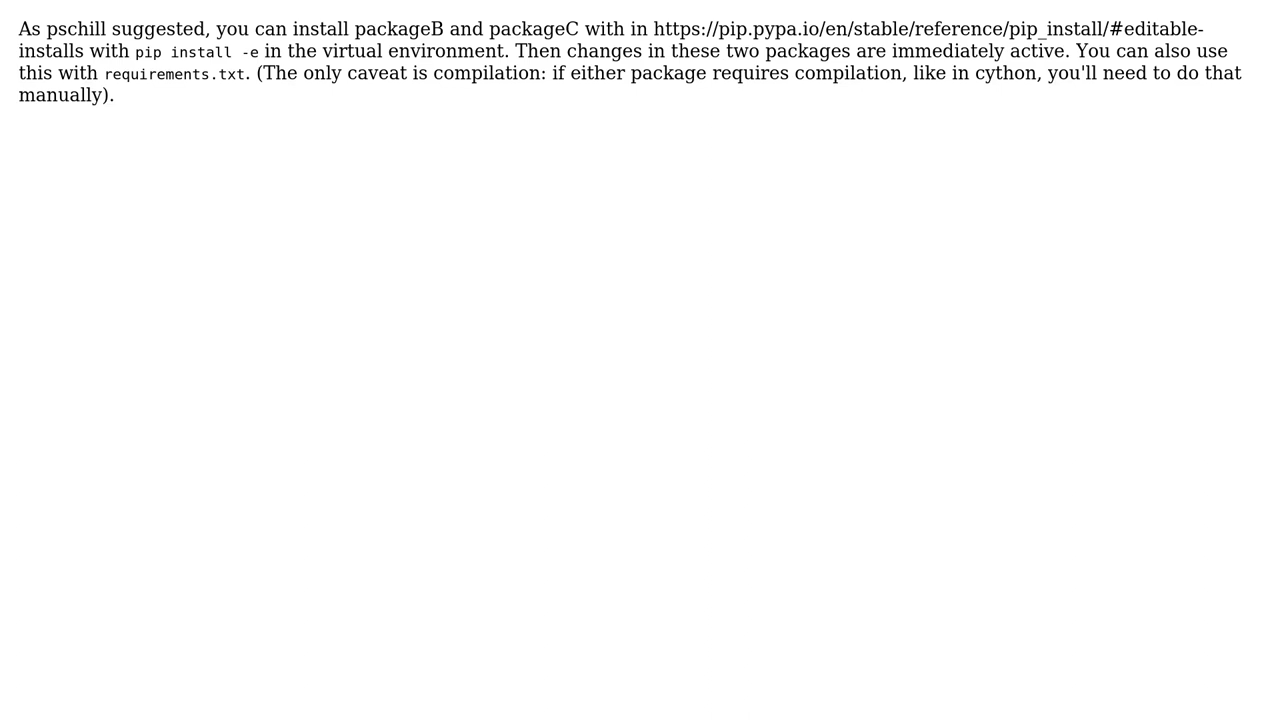 As pschill suggested, you can install packageB and packageC with in https://pip.pypa.io/en/stable/reference/pip_install/#editable-
installs with pip install -e in the virtual environment. Then changes in these two packages are immediately active. You can also use
this with requirements.txt. (The only caveat is compilation: if either package requires compilation, like in cython, you'll need to do that
manually).